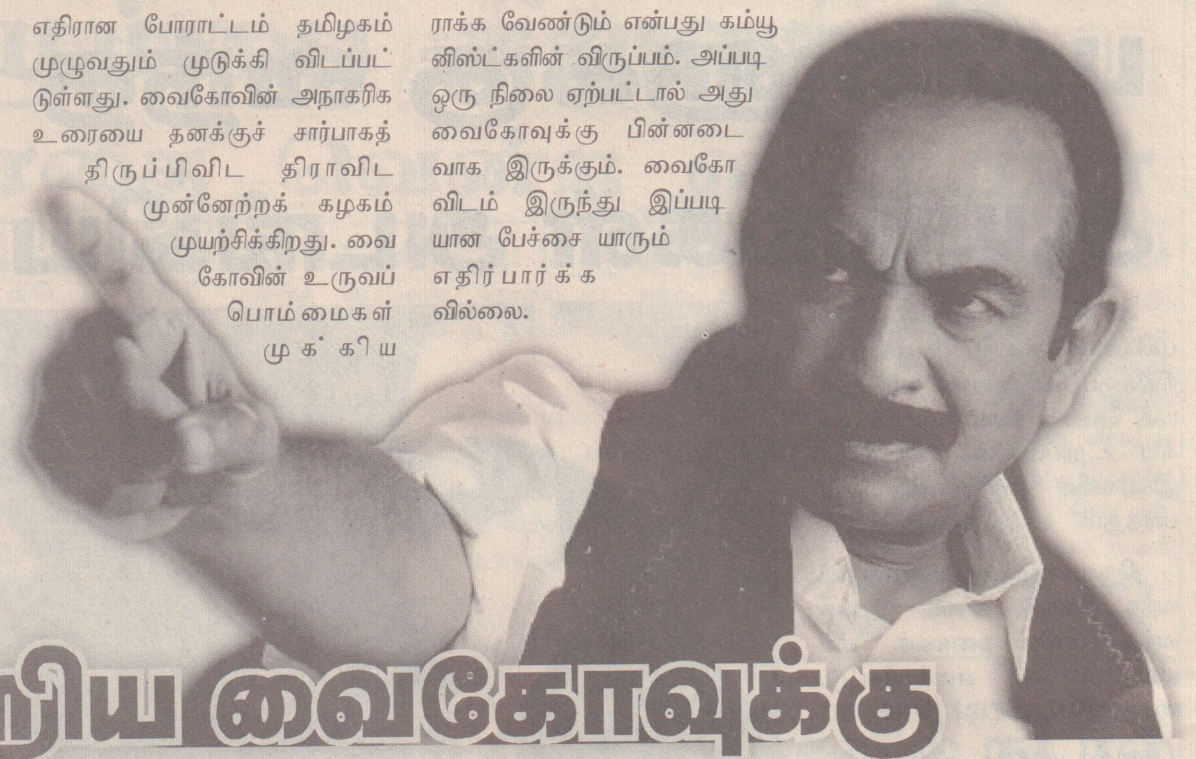 எதிரான போராட்டம் தமிழகம்
முழுவதும் முடுக்கி விடப்பட்
டுள்ளது. வைகோவின் அநாகரிக
உரையை தனக்குச் சார்பாகத்
திருப்பிவிட திராவிட
முன்னேற்றக் கழகம்
முயற்சிக்கிறது. வை
கோவின் உருவப்
பொம்மைகள்
முக்கிய
ராக்க வேண்டும் என்பது கம்யூ
னிஸ்ட்களின் விருப்பம். அப்படி
ஒரு நிலை ஏற்பட்டால் அது
வைகோவுக்கு பின்னடை
வாக இருக்கும். வைகோ
விடம் இருந்து இப்படி
யான பேச்சை யாரும்
எதிர்பார்க்க
வில்லை.
றிய வைகோவுக்கு